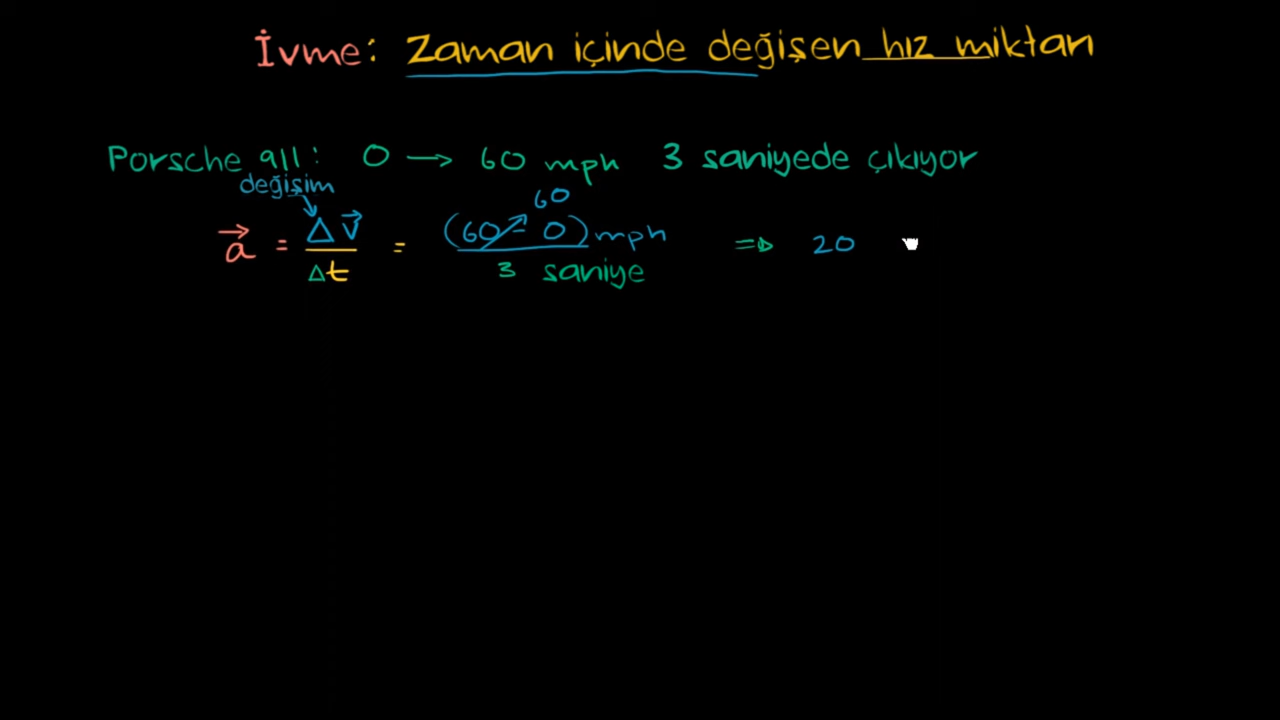 İvme: Zaman içinde değişen hız miktarı
Porsche 911: 0 → 60 mph 3 saniyede çıkıyor
değişim
60
a = Δv/Δt = (60 - 0) mph / 3 saniye ⇒ 20